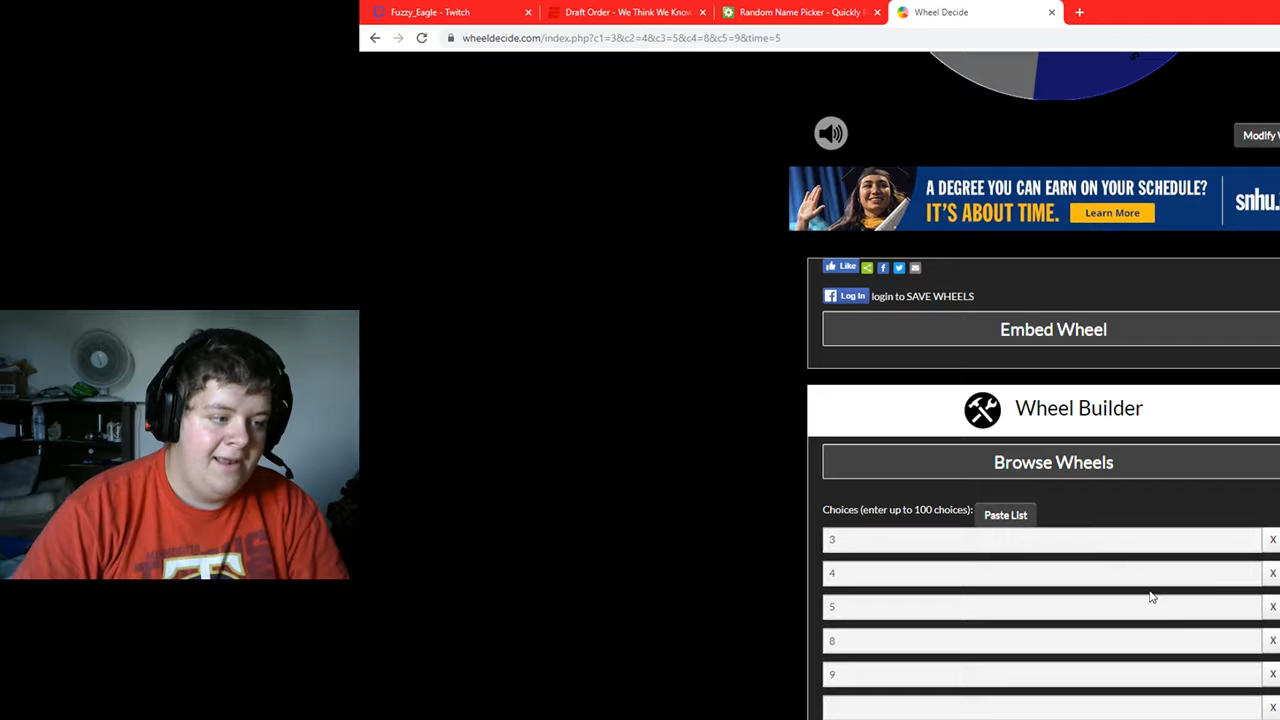 Fuzzy_Eagle - Twitch
Draft Order - We Think We Know
Random Name Picker - Quickly
Wheel Decide
wheeldecide.com/index.php?c1=3&c2=4&c3=5&c4=8&c5=9&time=5
Modify
A DEGREE YOU CAN EARN ON YOUR SCHEDULE?
IT'S ABOUT TIME.
Learn More
snhu.
Like
Log In login to SAVE WHEELS
Embed Wheel
Wheel Builder
Browse Wheels
Choices (enter up to 100 choices):
Paste List
3 X
4 X
5 X
8 X
9 X
X